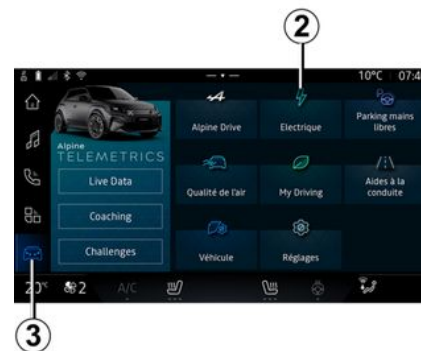 2
10°C 07:4
Alpine
TELEMETRICS
Live Data
Coaching
Challenges
Alpine Drive
Electrique
Parking mains
libres
Qualité de l'air
My Driving
Aides à la
conduite
Véhicule
Réglages
20°C
2
A/C
3